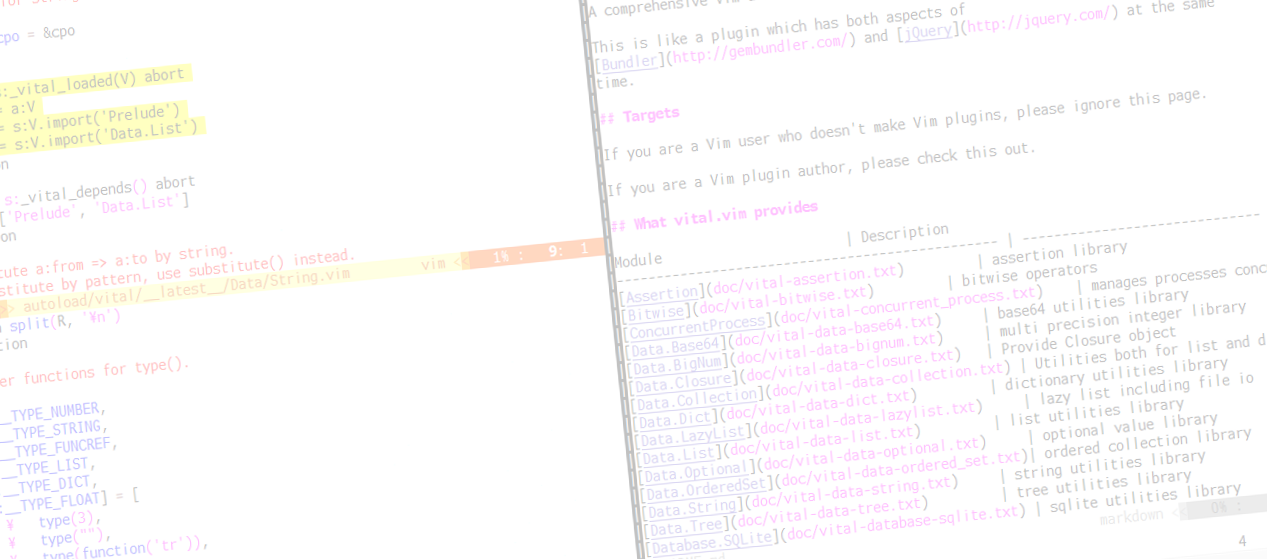 cpo = &cpo
s:_vital_loaded(V) abort
= a:V
= s:V.import('Prelude')
= s:V.import('Data.List')
n
s:_vital_depends() abort
['Prelude', 'Data.List']
on
tute a:from => a:to by string.
stitute by pattern, use substitute() instead.
>> autoload/vital/__latest__/Data/String.vim vim << 1% : 9: 1
split(R, '¥n')
ction
er functions for type().
__TYPE_NUMBER,
__TYPE_STRING,
__TYPE_FUNCREF,
__TYPE_LIST,
__TYPE_DICT,
:__TYPE_FLOAT] = [
¥ type(3),
¥ type(""),
¥ type(function('tr')),
A comprehensive Vim
This is like a plugin which has both aspects of
[Bundler](http://gembundler.com/) and [jQuery](http://jquery.com/) at the same
time.
## Targets
If you are a Vim user who doesn't make Vim plugins, please ignore this page.
If you are a Vim plugin author, please check this out.
## What vital.vim provides
Module | Description
---------------------------------------------- | -----------------------------
[Assertion](doc/vital-assertion.txt) | assertion library
[Bitwise](doc/vital-bitwise.txt) | bitwise operators
[ConcurrentProcess](doc/vital-concurrent_process.txt) | manages processes conc
[Data.Base64](doc/vital-data-base64.txt) | base64 utilities library
[Data.BigNum](doc/vital-data-bignum.txt) | multi precision integer library
[Data.Closure](doc/vital-data-closure.txt) | Provide Closure object
[Data.Collection](doc/vital-data-collection.txt) | Utilities both for list and d
[Data.Dict](doc/vital-data-dict.txt) | dictionary utilities library
[Data.LazyList](doc/vital-data-lazylist.txt) | lazy list including file io
[Data.List](doc/vital-data-list.txt) | list utilities library
[Data.Optional](doc/vital-data-optional.txt) | optional value library
[Data.OrderedSet](doc/vital-data-ordered_set.txt)| ordered collection library
[Data.String](doc/vital-data-string.txt) | string utilities library
[Data.Tree](doc/vital-data-tree.txt) | tree utilities library
[Database.SQLite](doc/vital-database-sqlite.txt) | sqlite utilities library
markdown << 0% :
4